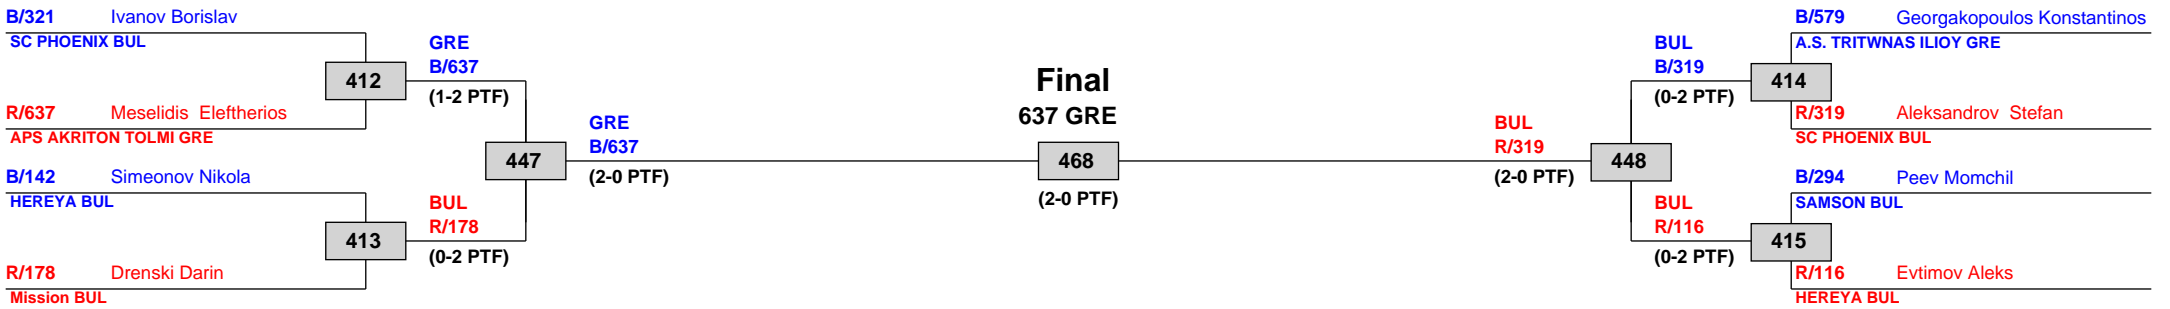 B/321 Ivanov Borislav
SC PHOENIX BUL
412
R/637 Meselidis Eleftherios
APS AKRITON TOLMI GRE
B/142 Simeonov Nikola
HEREYA BUL
413
R/178 Drenski Darin
Mission BUL
GRE
B/637
(1-2 PTF)
447
BUL
R/178
(0-2 PTF)
GRE
B/637
(2-0 PTF)
Final
637 GRE
468
(2-0 PTF)
BUL
R/319
(2-0 PTF)
448
BUL
B/319
(0-2 PTF)
BUL
R/116
(0-2 PTF)
B/579 Georgakopoulos Konstantinos
A.S. TRITWNAS ILIOY GRE
414
R/319 Aleksandrov Stefan
SC PHOENIX BUL
B/294 Peev Momchil
SAMSON BUL
415
R/116 Evtimov Aleks
HEREYA BUL